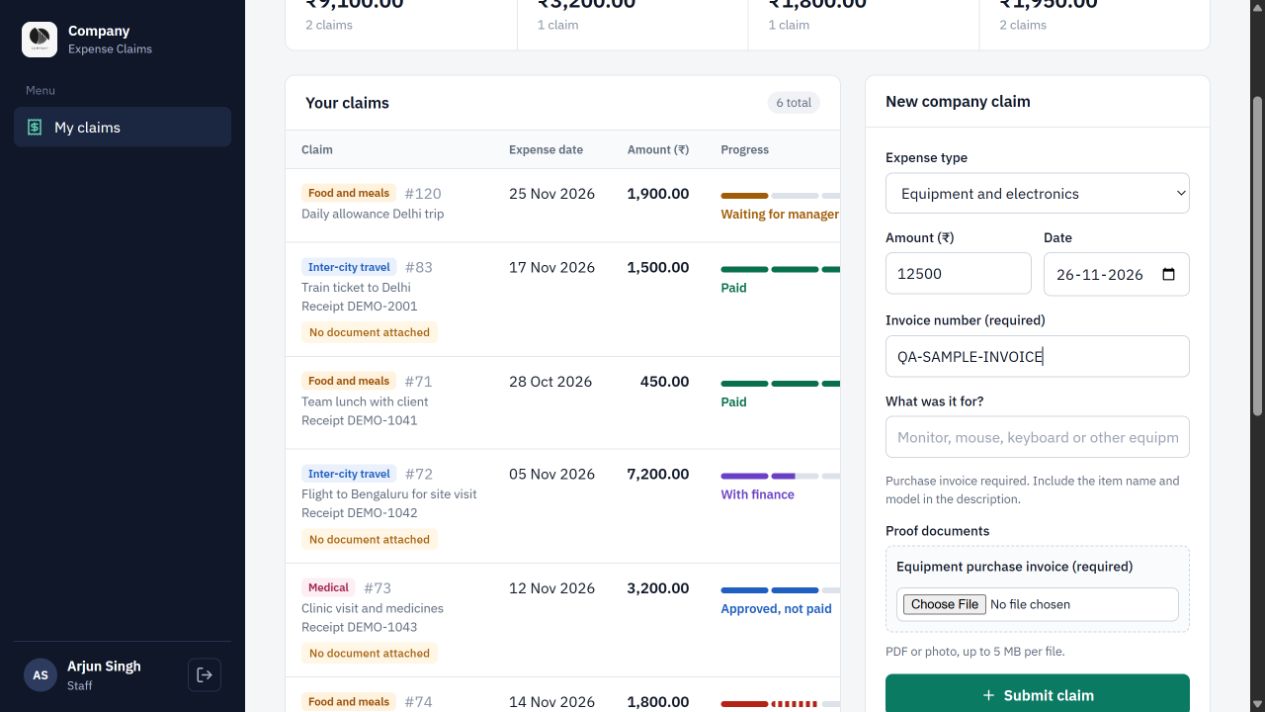 Company
Expense Claims
Menu
My claims
AS
Arjun Singh
Staff
₹9,100.00
2 claims
₹3,200.00
1 claim
₹1,800.00
1 claim
₹1,950.00
2 claims
Your claims
6 total
Claim Expense date Amount (₹) Progress
Food and meals #120 25 Nov 2026 1,900.00
Daily allowance Delhi trip
Waiting for manager
Inter-city travel #83 17 Nov 2026 1,500.00
Train ticket to Delhi
Paid
Receipt DEMO-2001
No document attached
Food and meals #71 28 Oct 2026 450.00
Team lunch with client
Paid
Receipt DEMO-1041
Inter-city travel #72 05 Nov 2026 7,200.00
Flight to Bengaluru for site visit
With finance
Receipt DEMO-1042
No document attached
Medical #73 12 Nov 2026 3,200.00
Clinic visit and medicines
Approved, not paid
Receipt DEMO-1043
No document attached
Food and meals #74 14 Nov 2026 1,800.00
New company claim
Expense type
Equipment and electronics
Amount (₹) Date
12500 26-11-2026
Invoice number (required)
QA-SAMPLE-INVOICE
What was it for?
Monitor, mouse, keyboard or other equipm
Purchase invoice required. Include the item name and
model in the description.
Proof documents
Equipment purchase invoice (required)
Choose File No file chosen
PDF or photo, up to 5 MB per file.
+ Submit claim